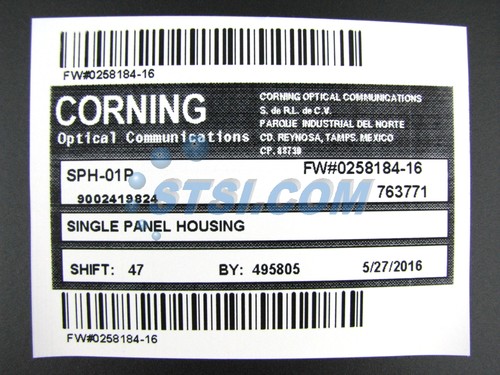 FW#0258184-16
CORNING
Optical Communications
CORNING OPTICAL COMMUNICATIONS
S. de R.L. de C.V.
PARQUE INDUSTRIAL DEL NORTE
CD. REYNOSA, TAMPS. MEXICO
CP. 88730
SPH-01P FW#0258184-16
9002419824 763771
STSI.COM
SINGLE PANEL HOUSING
SHIFT: 47 BY: 495805 5/27/2016
FW#0258184-16